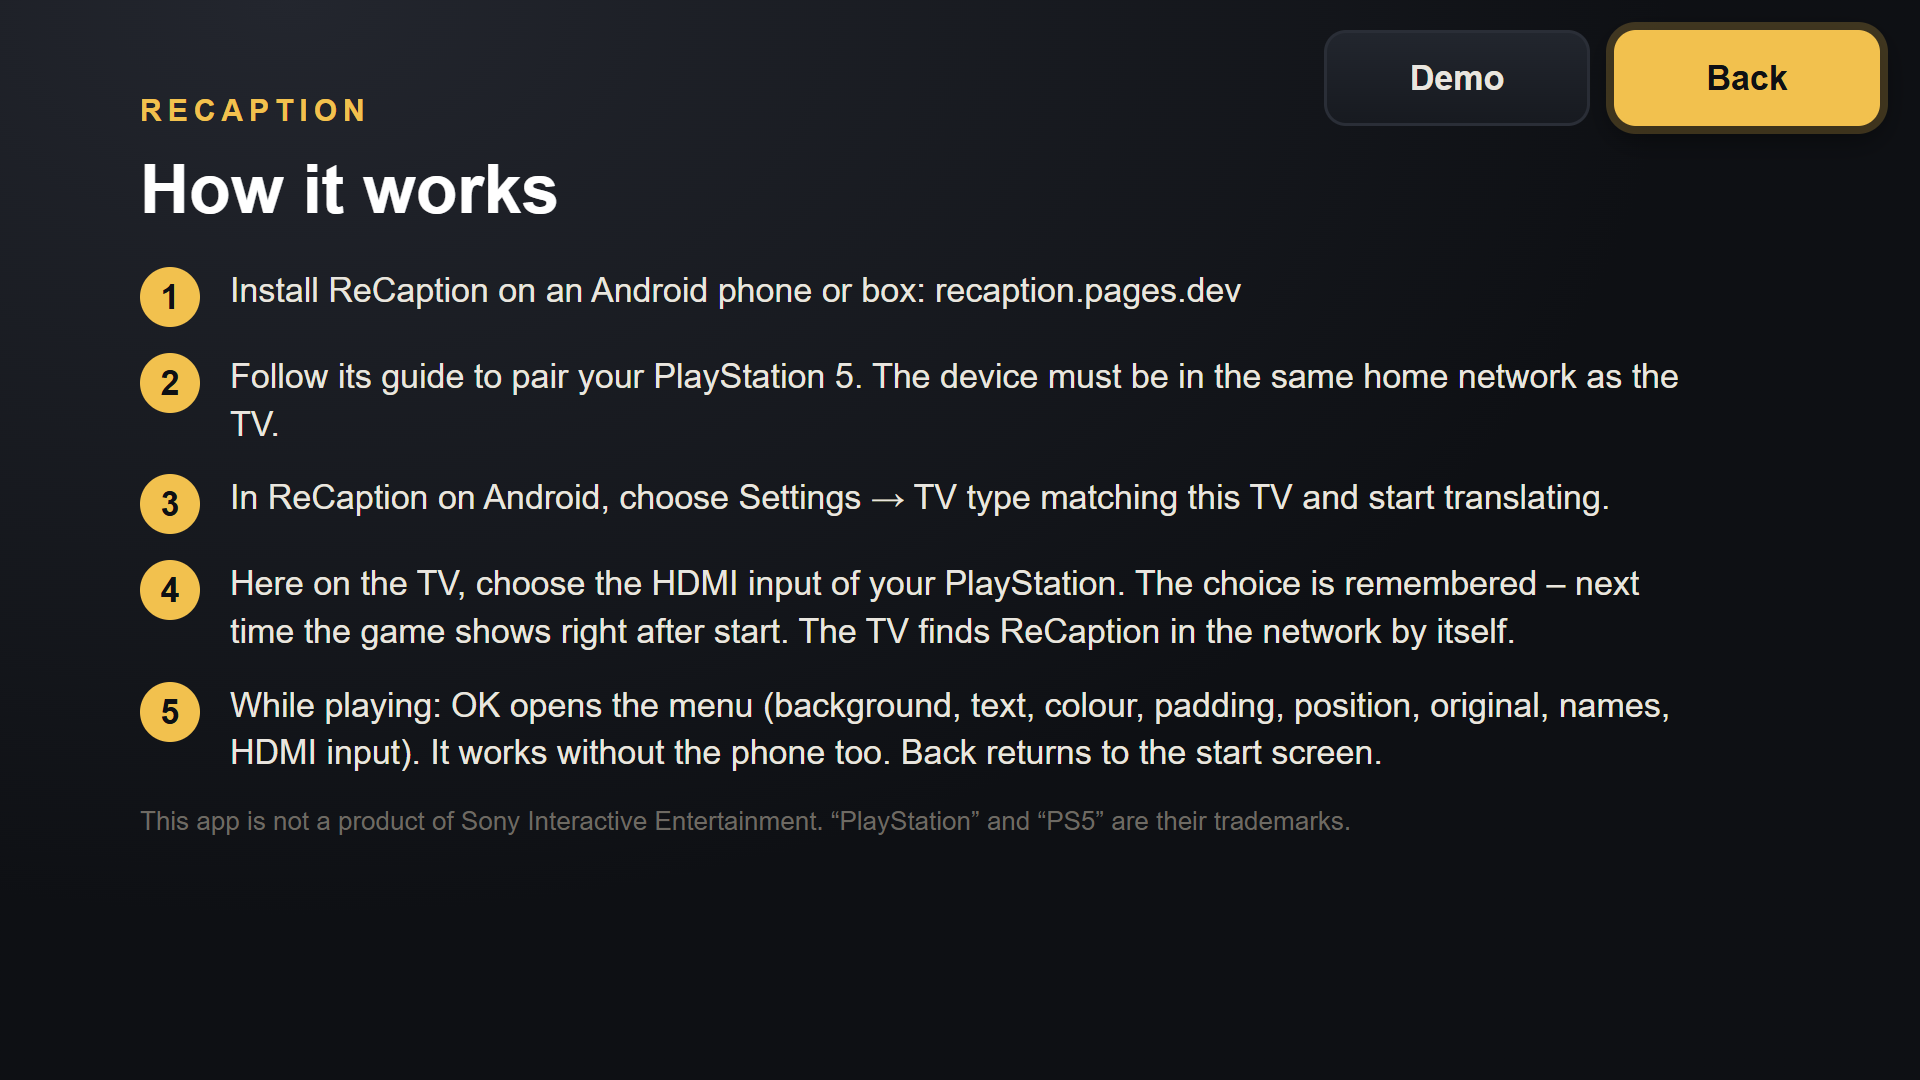 Demo
Back
RECAPTION
How it works
1 Install ReCaption on an Android phone or box: recaption.pages.dev
2 Follow its guide to pair your PlayStation 5. The device must be in the same home network as the
TV.
3 In ReCaption on Android, choose Settings → TV type matching this TV and start translating.
4 Here on the TV, choose the HDMI input of your PlayStation. The choice is remembered – next
time the game shows right after start. The TV finds ReCaption in the network by itself.
5 While playing: OK opens the menu (background, text, colour, padding, position, original, names,
HDMI input). It works without the phone too. Back returns to the start screen.
This app is not a product of Sony Interactive Entertainment. “PlayStation” and “PS5” are their trademarks.